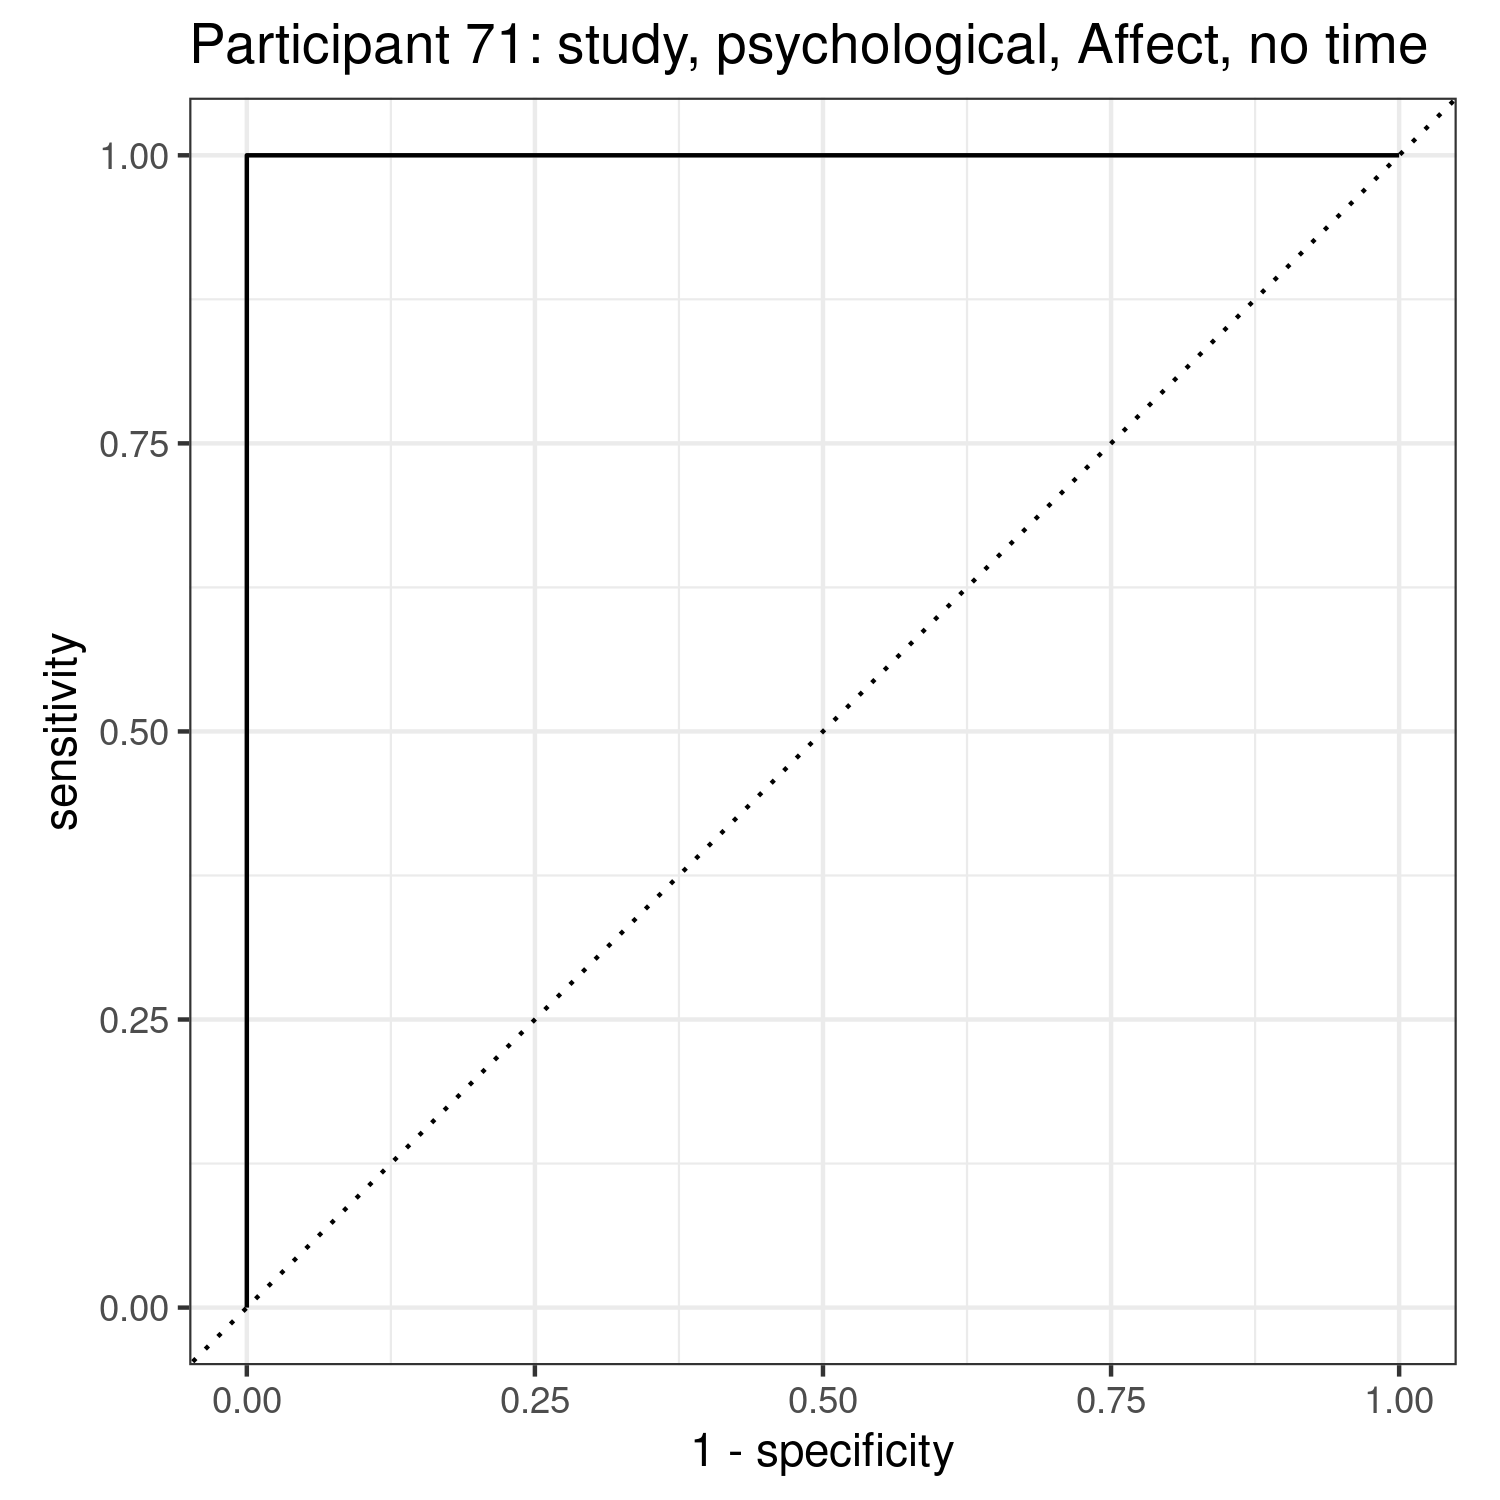 Participant 71: study, psychological, Affect, no time
1.00
0.75
0.50
0.25
0.00
sensitivity
0.00 0.25 0.50 0.75 1.00
1 - specificity